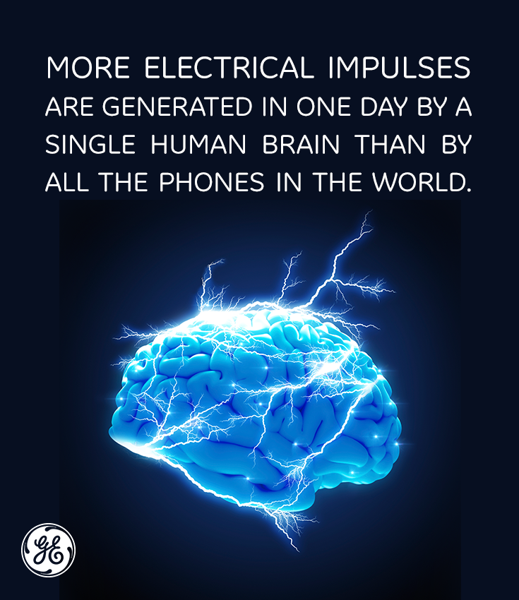 MORE ELECTRICAL IMPULSES
ARE GENERATED IN ONE DAY BY A
SINGLE HUMAN BRAIN THAN BY
ALL THE PHONES IN THE WORLD.
GE